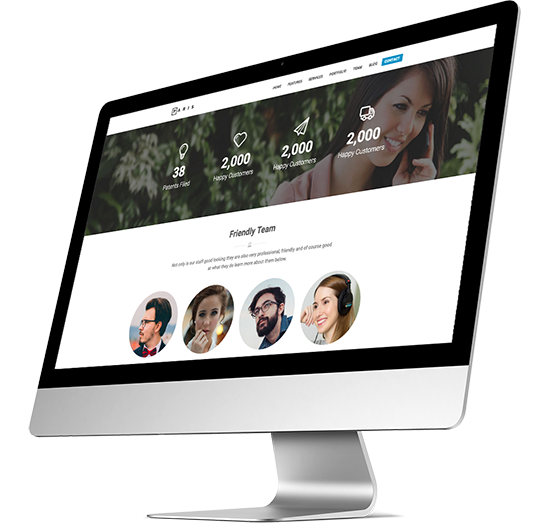 PARIS
HOME FEATURES SERVICES PORTFOLIO TEAM BLOG CONTACT
38
Patents Filed
2,000
Happy Customers
2,000
Happy Customers
2,000
Happy Customers
Friendly Team
Not only is our staff good looking they are also very professional, friendly and of course good
at what they do learn more about them below.